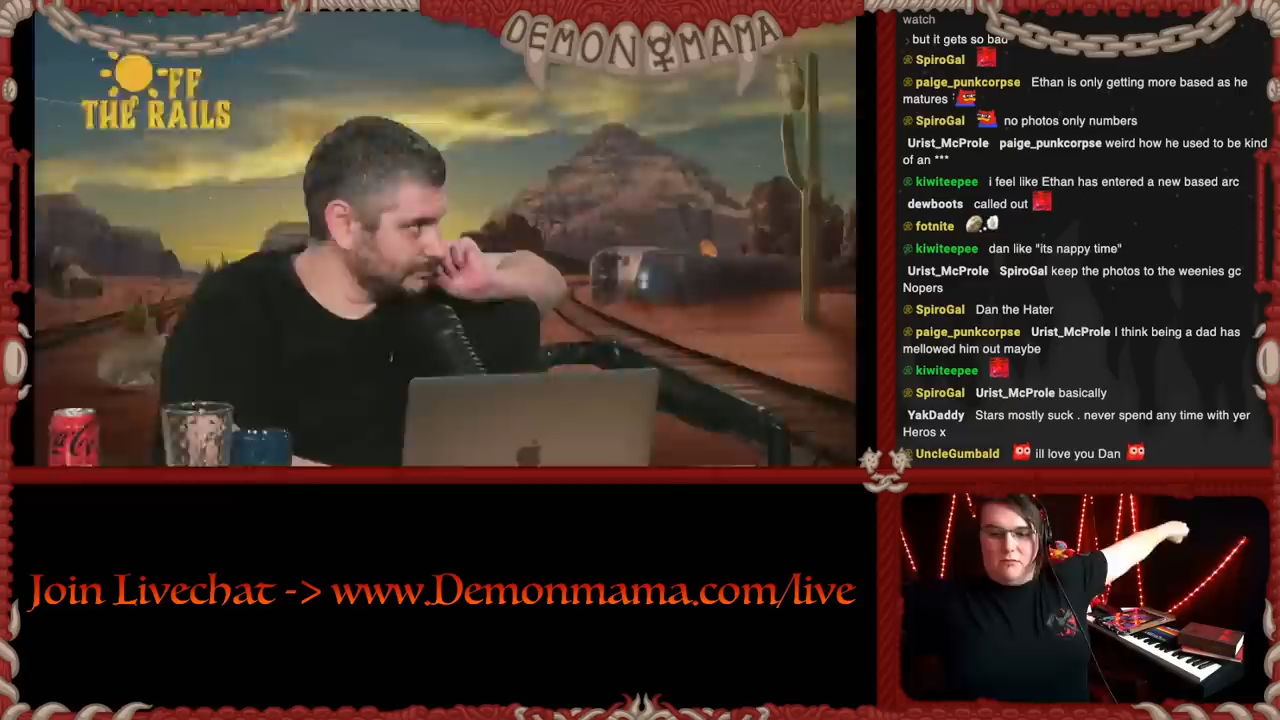 DEMON MAMA
OFF
THE RAILS
Join Livechat -> www.Demonmama.com/live
watch
but it gets so bad
SpiroGal
paige_punkcorpse Ethan is only getting more based as he
matures
SpiroGal no photos only numbers
Urist_McProle paige_punkcorpse weird how he used to be kind
of an ***
kiwiteepee i feel like Ethan has entered a new based arc
dewboots called out
fotnite
kiwiteepee dan like "its nappy time"
Urist_McProle SpiroGal keep the photos to the weenies gc
Nopers
SpiroGal Dan the Hater
paige_punkcorpse Urist_McProle I think being a dad has
mellowed him out maybe
kiwiteepee
SpiroGal Urist_McProle basically
YakDaddy Stars mostly suck . never spend any time with yer
Heros x
UncleGumbald ill love you Dan